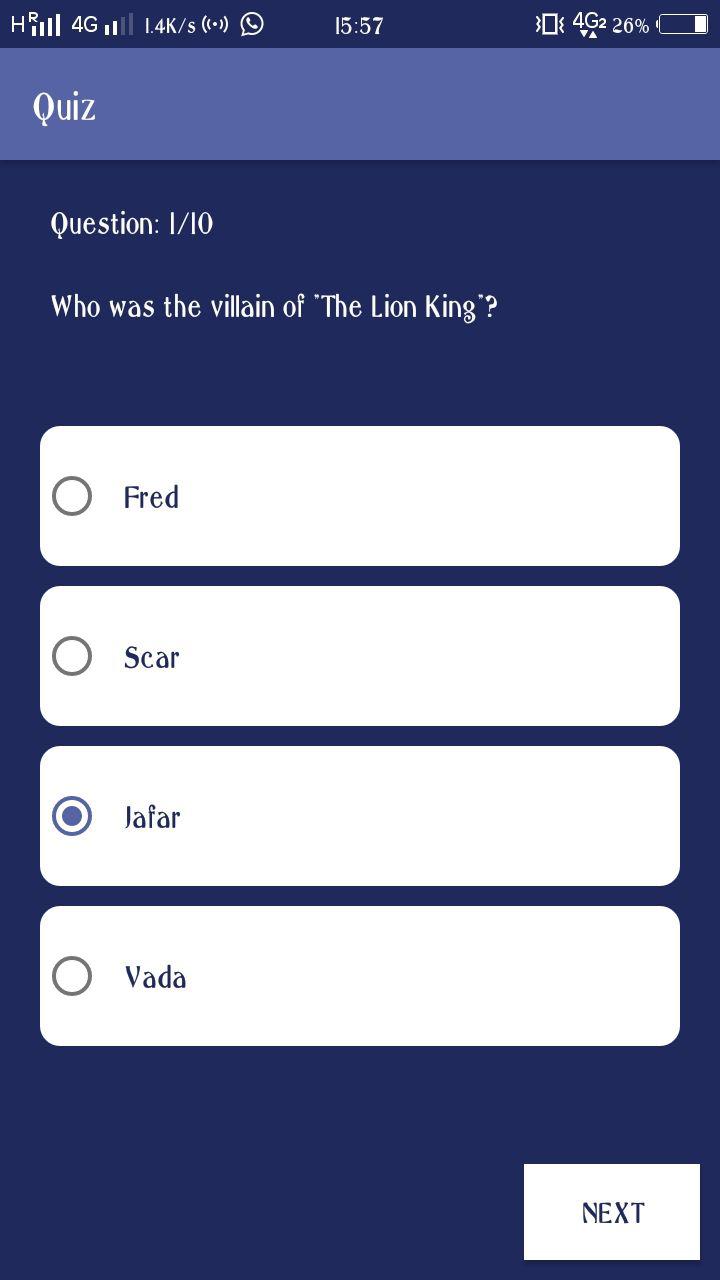 HR 4G 1.4K/s 15:57 4G2 26%
Quiz
Question: 1/10
Who was the villain of "The Lion King"?
Fred
Scar
Jafar
Vada
NEXT